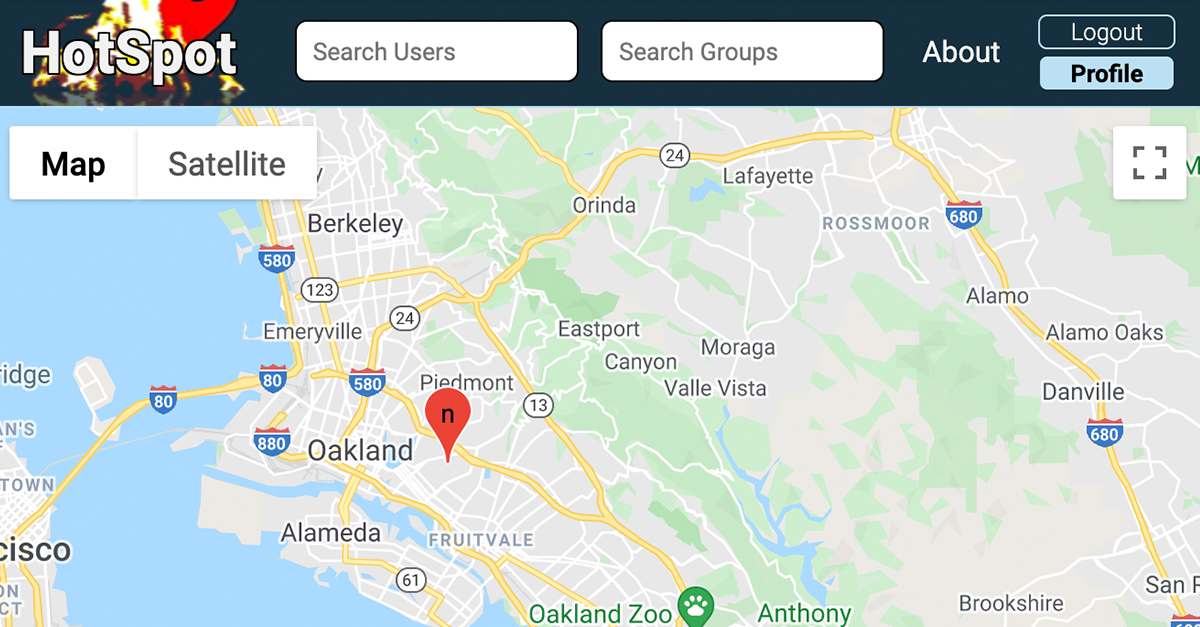 HotSpot
Search Users
Search Groups
About
Logout
Profile
Map
Satellite
24
Lafayette
Orinda
ROSSMOOR
680
Berkeley
580
123
Alamo
24
Emeryville
Eastport
Alamo Oaks
Canyon
Moraga
ridge
80
580
Piedmont
Valle Vista
Danville
80
13
n
AN'S
880
Oakland
680
TOWN
Alameda
FRUITVALE
cisco
61
San F
ON
CT
Oakland Zoo
Anthony
Brookshire